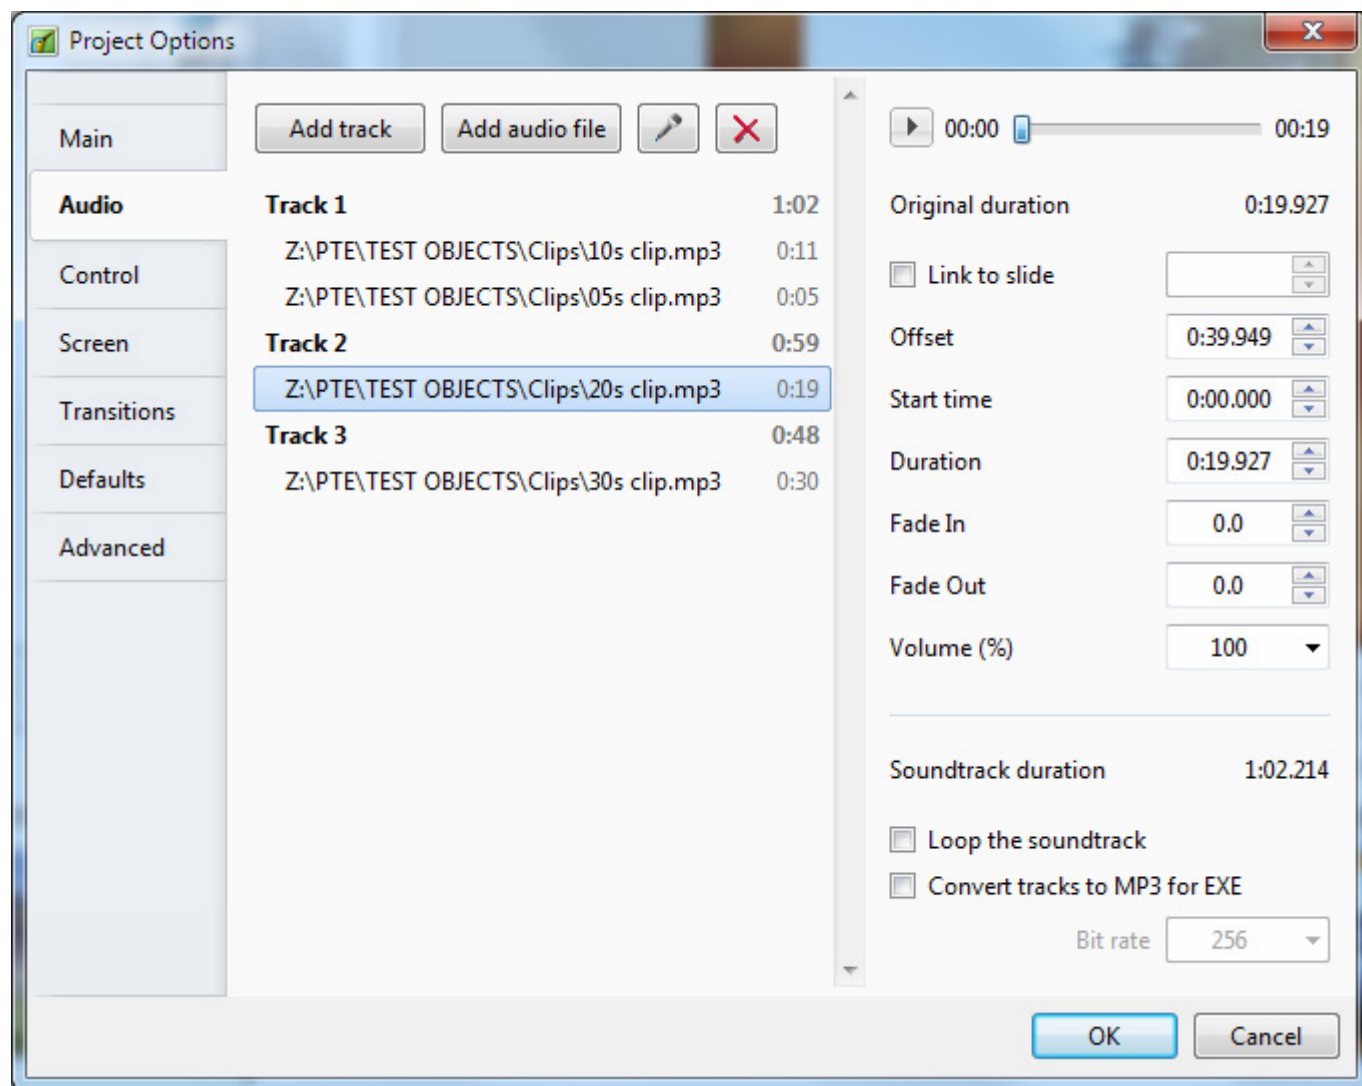 Project Options
Main
Audio
Control
Screen
Transitions
Defaults
Advanced
Add track Add audio file
Track 1 1:02
Z:\PTE\TEST OBJECTS\Clips\10s clip.mp3 0:11
Z:\PTE\TEST OBJECTS\Clips\05s clip.mp3 0:05
Track 2 0:59
Z:\PTE\TEST OBJECTS\Clips\20s clip.mp3 0:19
Track 3 0:48
Z:\PTE\TEST OBJECTS\Clips\30s clip.mp3 0:30
00:00 00:19
Original duration 0:19.927
Link to slide
Offset 0:39.949
Start time 0:00.000
Duration 0:19.927
Fade In 0.0
Fade Out 0.0
Volume (%) 100
Soundtrack duration 1:02.214
Loop the soundtrack
Convert tracks to MP3 for EXE
Bit rate 256
OK Cancel